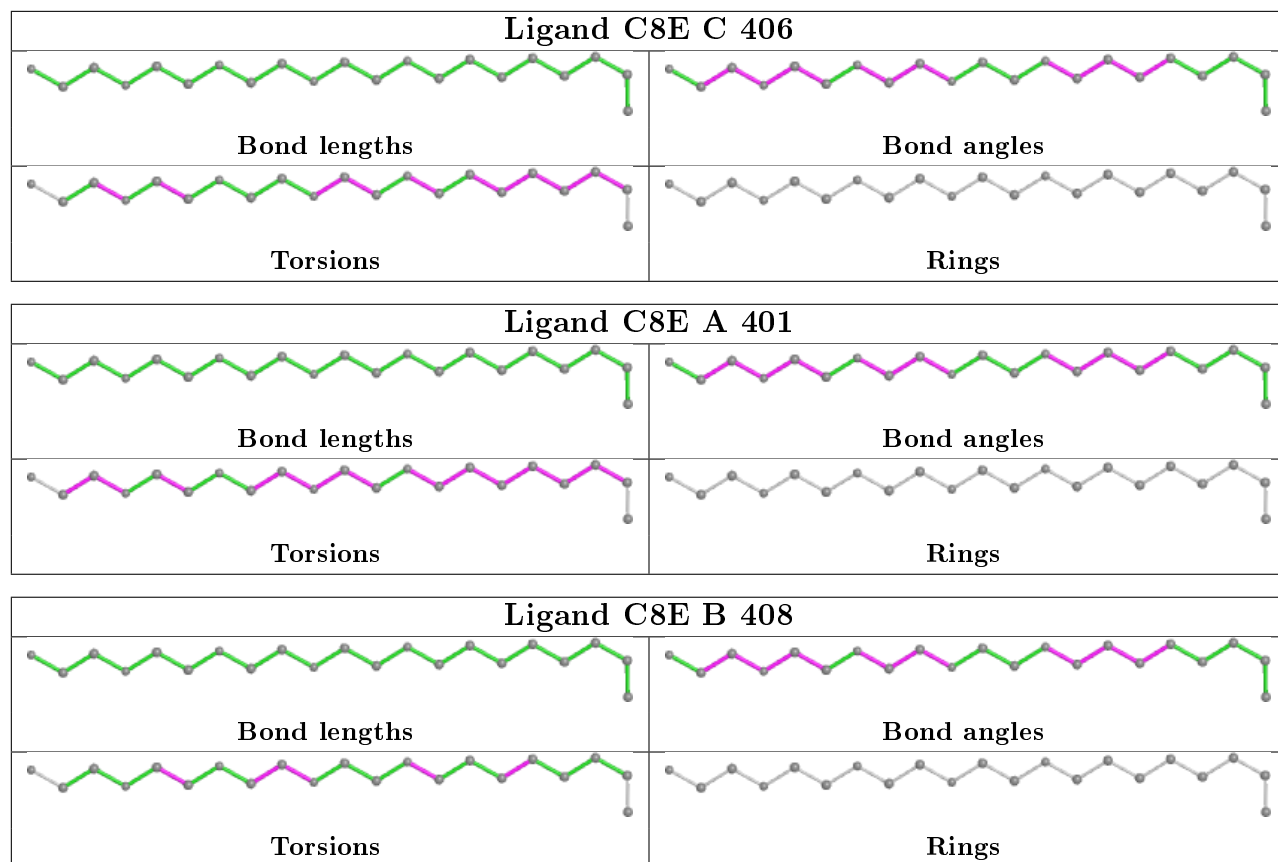 Ligand C8E C 406
Bond lengths
Bond angles
Torsions
Rings
Ligand C8E A 401
Bond lengths
Bond angles
Torsions
Rings
Ligand C8E B 408
Bond lengths
Bond angles
Torsions
Rings